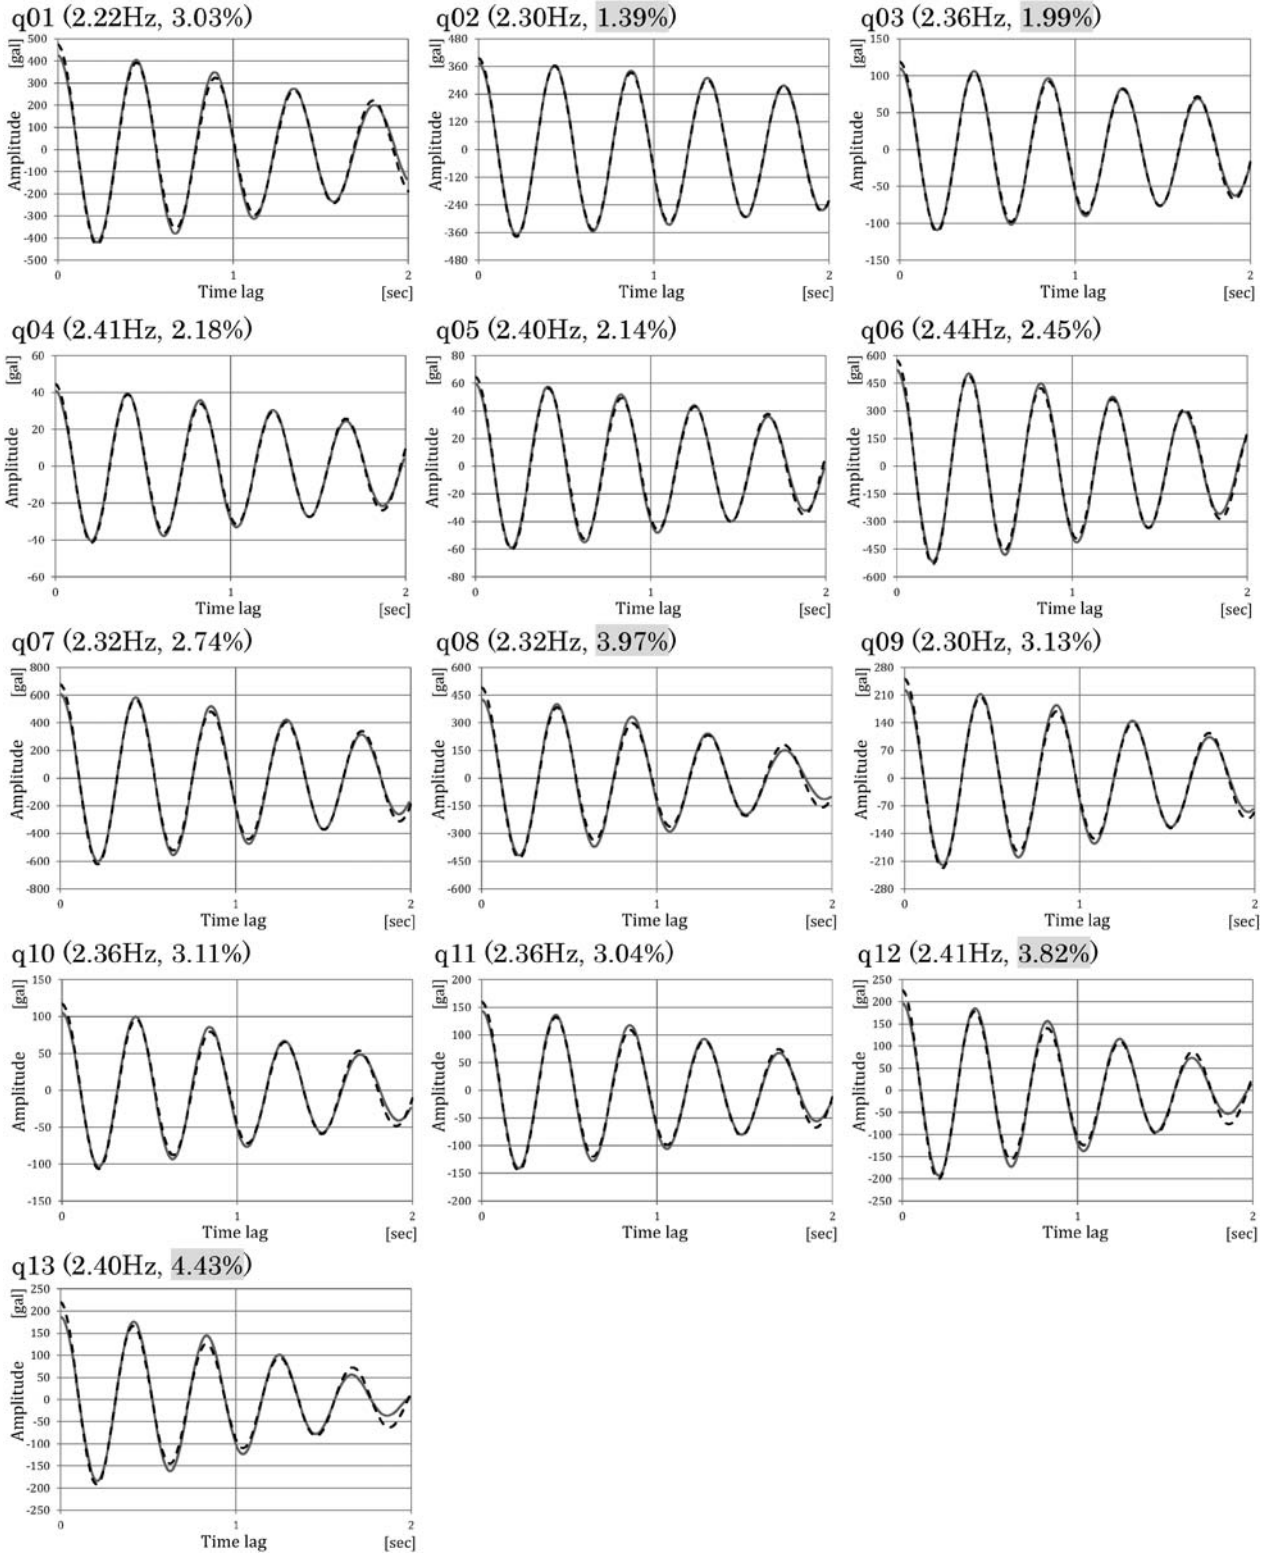 q01 (2.22Hz, 3.03%)
[gal]
Amplitude
500
400
300
200
100
0
-100
-200
-300
-400
-500
0 1 2
Time lag [sec]
q02 (2.30Hz, 1.39%)
[gal]
Amplitude
480
360
240
120
0
-120
-240
-360
-480
0 1 2
Time lag [sec]
q03 (2.36Hz, 1.99%)
[gal]
Amplitude
150
100
50
0
-50
-100
-150
0 1 2
Time lag [sec]
q04 (2.41Hz, 2.18%)
[gal]
Amplitude
60
40
20
0
-20
-40
-60
0 1 2
Time lag [sec]
q05 (2.40Hz, 2.14%)
[gal]
Amplitude
80
60
40
20
0
-20
-40
-60
-80
0 1 2
Time lag [sec]
q06 (2.44Hz, 2.45%)
[gal]
Amplitude
600
450
300
150
0
-150
-300
-450
-600
0 1 2
Time lag [sec]
q07 (2.32Hz, 2.74%)
[gal]
Amplitude
800
600
400
200
0
-200
-400
-600
-800
0 1 2
Time lag [sec]
q08 (2.32Hz, 3.97%)
[gal]
Amplitude
600
450
300
150
0
-150
-300
-450
-600
0 1 2
Time lag [sec]
q09 (2.30Hz, 3.13%)
[gal]
Amplitude
280
210
140
70
0
-70
-140
-210
-280
0 1 2
Time lag [sec]
q10 (2.36Hz, 3.11%)
[gal]
Amplitude
150
100
50
0
-50
-100
-150
0 1 2
Time lag [sec]
q11 (2.36Hz, 3.04%)
[gal]
Amplitude
200
150
100
50
0
-50
-100
-150
-200
0 1 2
Time lag [sec]
q12 (2.41Hz, 3.82%)
[gal]
Amplitude
250
200
150
100
50
0
-50
-100
-150
-200
-250
0 1 2
Time lag [sec]
q13 (2.40Hz, 4.43%)
[gal]
Amplitude
250
200
150
100
50
0
-50
-100
-150
-200
-250
0 1 2
Time lag [sec]